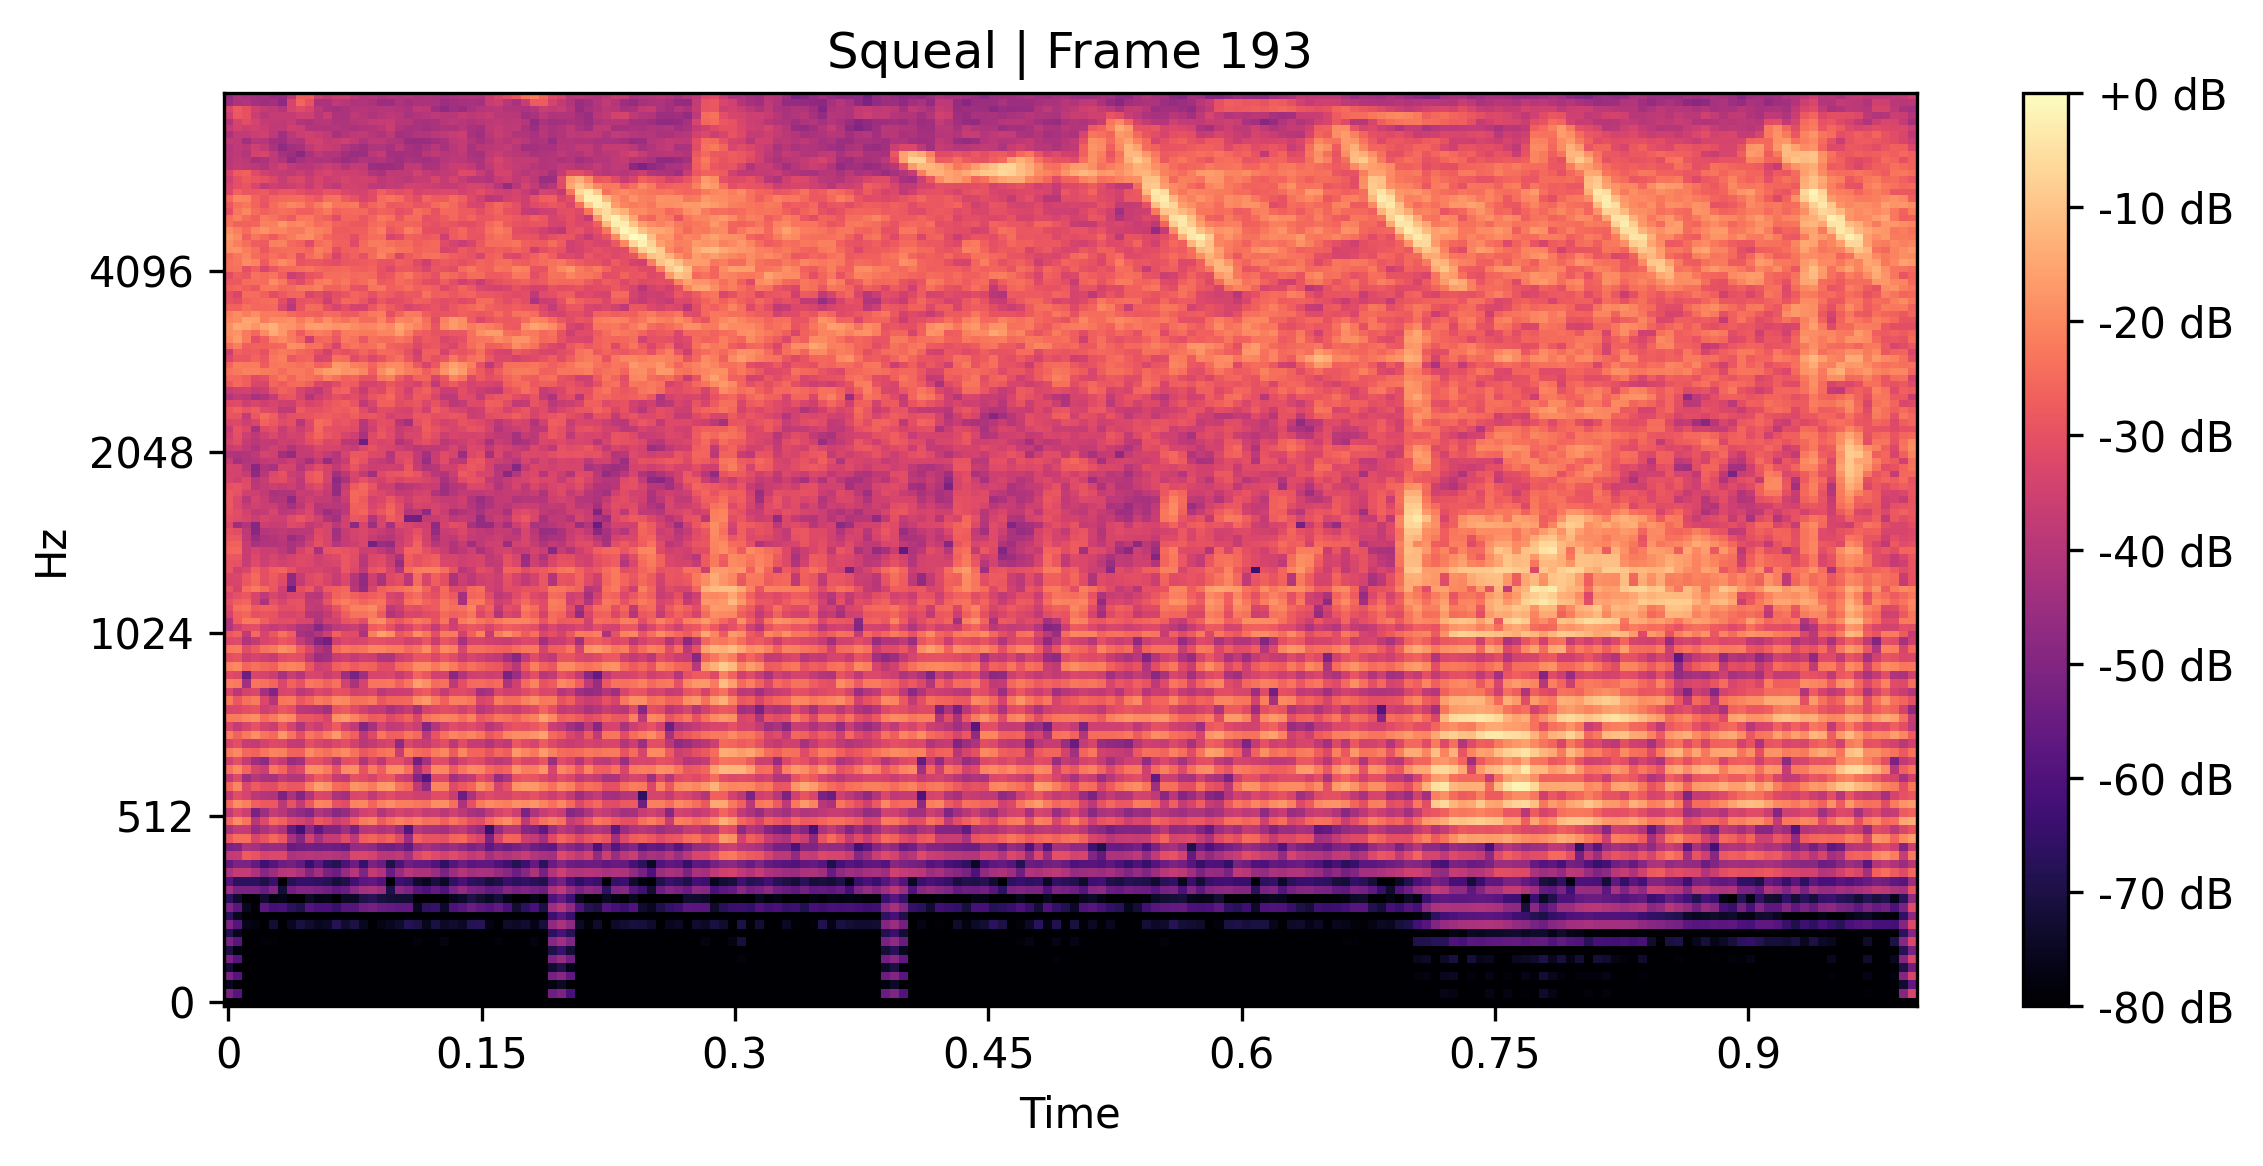 Squeal | Frame 193
+0 dB
-10 dB
-20 dB
-30 dB
-40 dB
-50 dB
-60 dB
-70 dB
-80 dB
Hz
4096
2048
1024
512
0
0 0.15 0.3 0.45 0.6 0.75 0.9
Time